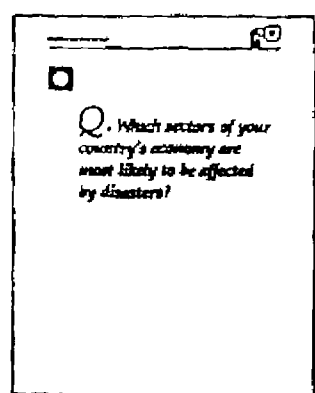 Q. Which sectors of your
country's economy are
most likely to be affected
by disasters?